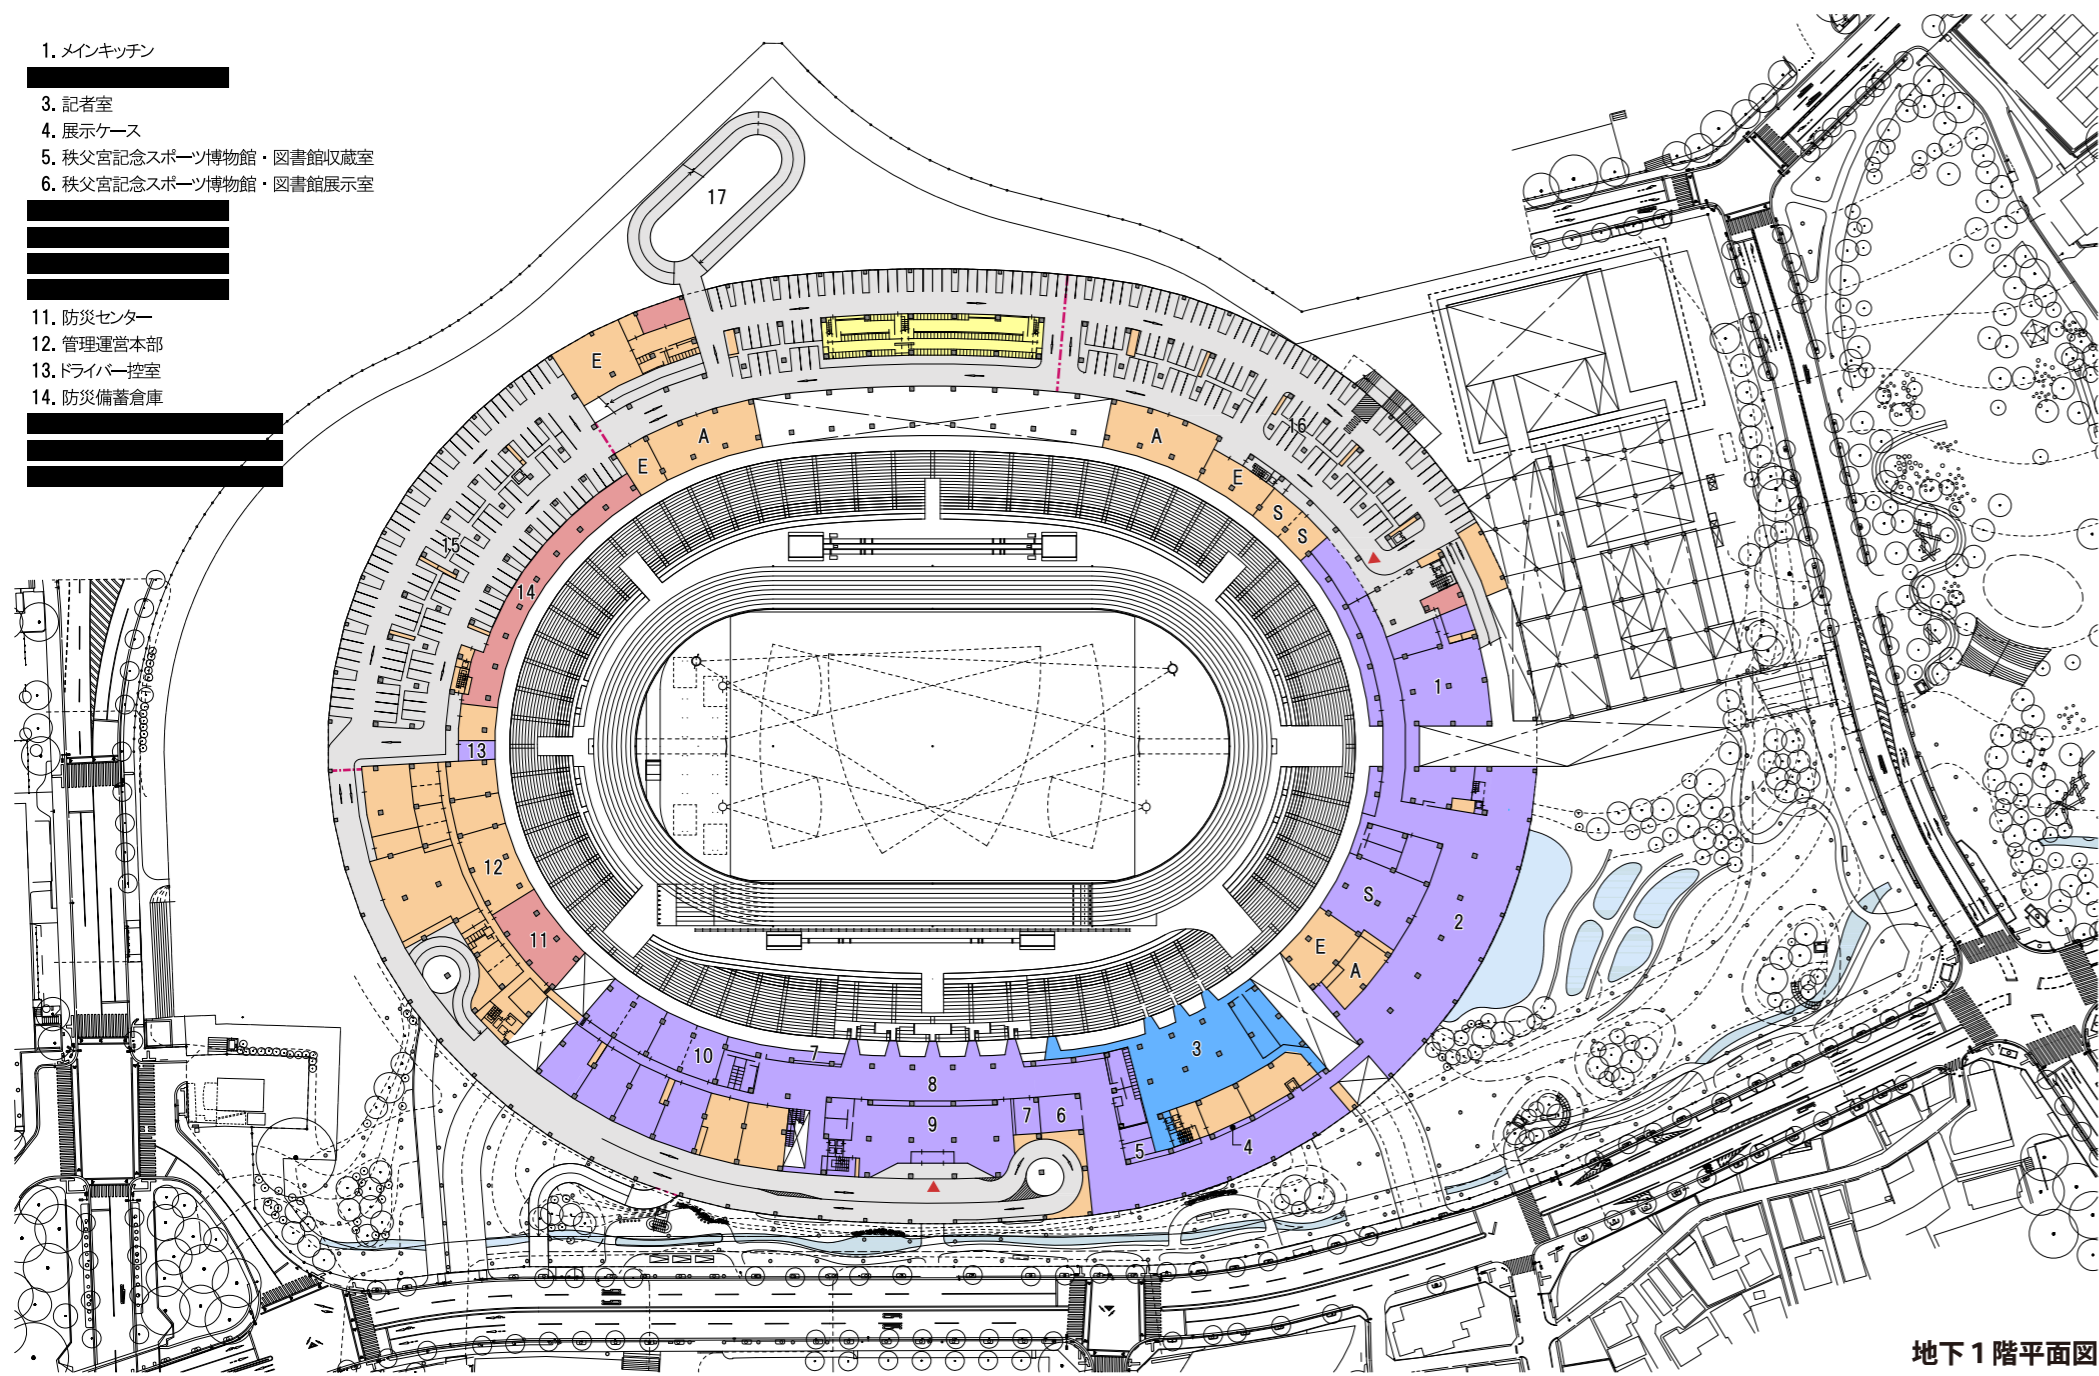 1. メインキッチン
3. 記者室
4. 展示ケース
5. 秩父宮記念スポーツ博物館・図書館収蔵室
6. 秩父宮記念スポーツ博物館・図書館展示室
11. 防災センター
12. 管理運営本部
13. ドライバー控室
14. 防災備蓄倉庫
17
E
A
A
16
E
E
S
S
15
14
1
13
12
S
2
11
E
A
10
7
3
8
9
7
6
5
4
地下1階平面図